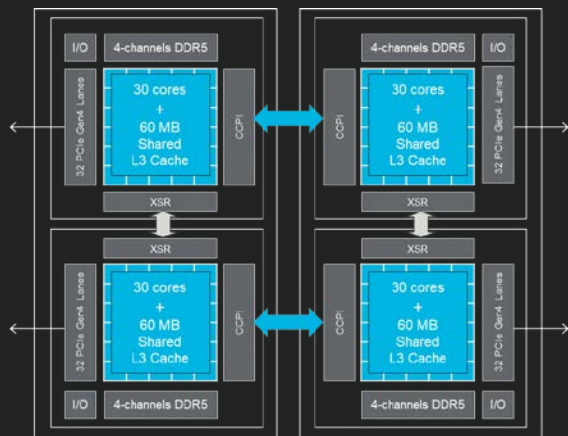 I/O
4-channels DDR5
32 PCIe Gen4 Lanes
30 cores
+
60 MB
Shared
L3 Cache
CCPI
XSR
4-channels DDR5
I/O
CCPI
30 cores
+
60 MB
Shared
L3 Cache
32 PCIe Gen4 Lanes
XSR
XSR
32 PCIe Gen4 Lanes
30 cores
+
60 MB
Shared
L3 Cache
CCPI
I/O
4-channels DDR5
XSR
CCPI
30 cores
+
60 MB
Shared
L3 Cache
32 PCIe Gen4 Lanes
4-channels DDR5
I/O